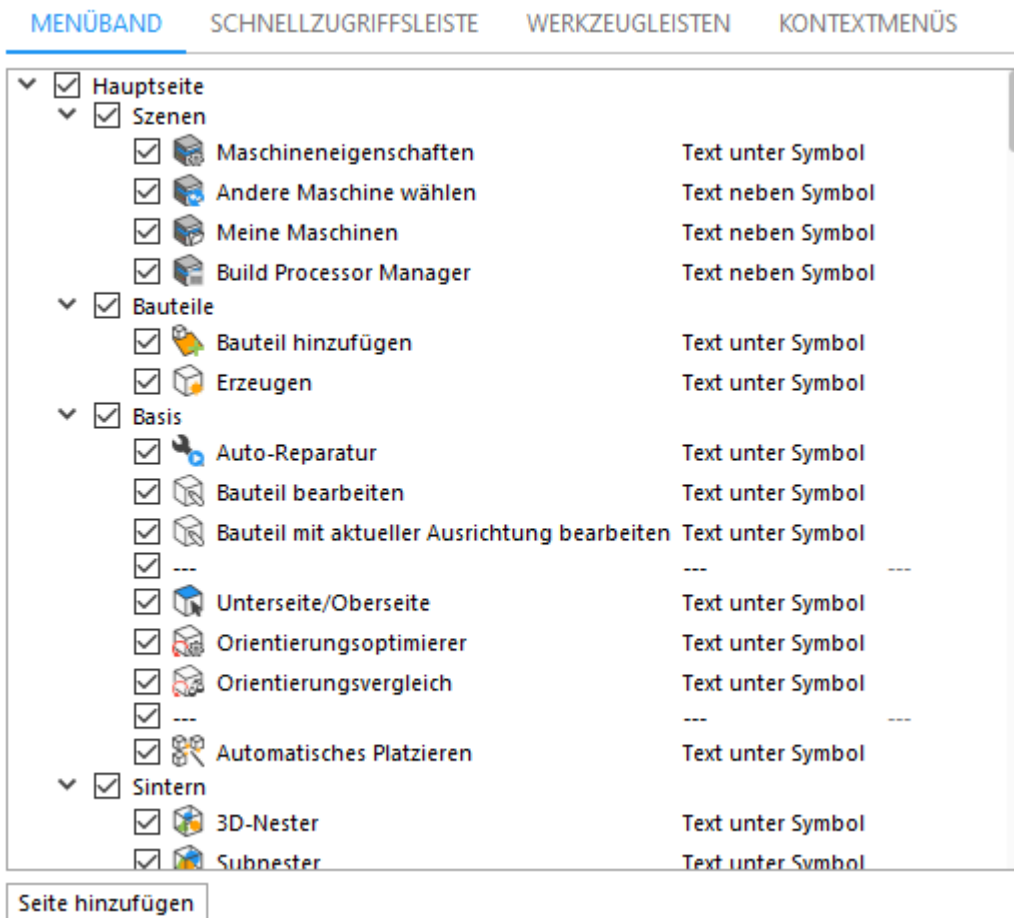 MENÜBAND SCHNELLZUGRIFFSLEISTE WERKZEUGLEISTEN KONTEXTMENÜS
Hauptseite
Szenen
Maschineneigenschaften Text unter Symbol
Andere Maschine wählen Text neben Symbol
Meine Maschinen Text neben Symbol
Build Processor Manager Text neben Symbol
Bauteile
Bauteil hinzufügen Text unter Symbol
Erzeugen Text unter Symbol
Basis
Auto-Reparatur Text unter Symbol
Bauteil bearbeiten Text unter Symbol
Bauteil mit aktueller Ausrichtung bearbeiten Text unter Symbol
--- --- ---
Unterseite/Oberseite Text unter Symbol
Orientierungsoptimierer Text unter Symbol
Orientierungsvergleich Text unter Symbol
--- --- ---
Automatisches Platzieren Text unter Symbol
Sintern
3D-Nester Text unter Symbol
Subnester Text unter Symbol
Seite hinzufügen